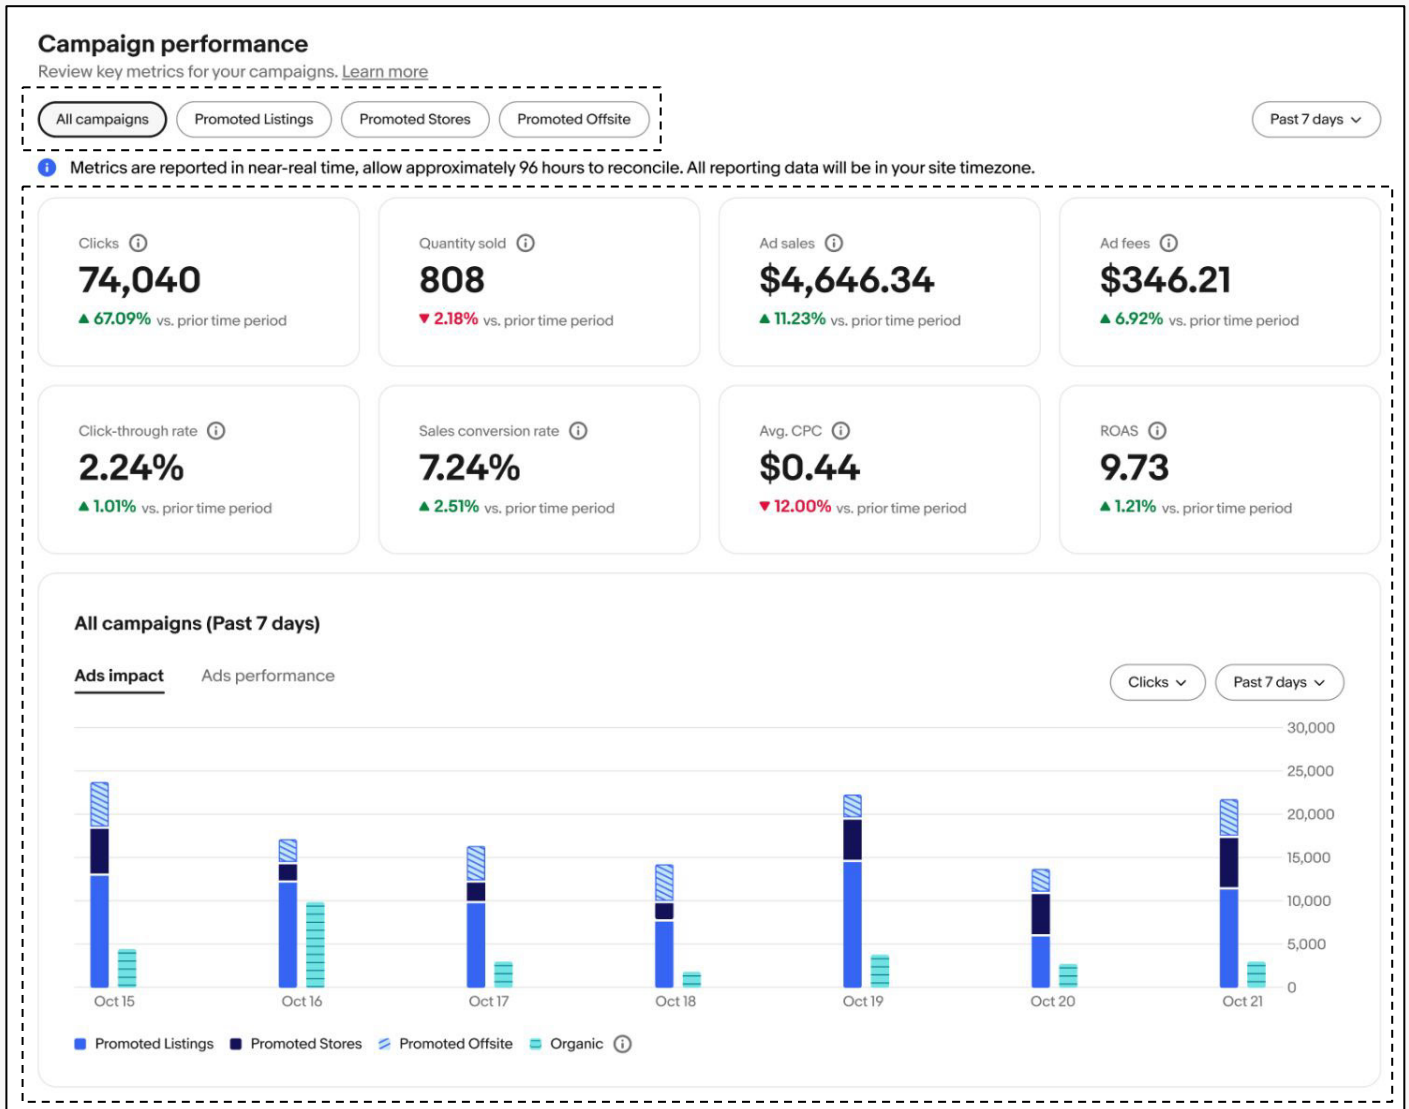 Campaign performance
Review key metrics for your campaigns. Learn more
All campaigns Promoted Listings Promoted Stores Promoted Offsite Past 7 days
Metrics are reported in near-real time, allow approximately 96 hours to reconcile. All reporting data will be in your site timezone.
Clicks Quantity sold Ad sales Ad fees
74,040 808 $4,646.34 $346.21
67.09% vs. prior time period 2.18% vs. prior time period 11.23% vs. prior time period 6.92% vs. prior time period
Click-through rate Sales conversion rate Avg. CPC ROAS
2.24% 7.24% $0.44 9.73
1.01% vs. prior time period 2.51% vs. prior time period 12.00% vs. prior time period 1.21% vs. prior time period
All campaigns (Past 7 days)
Ads impact Ads performance Clicks Past 7 days
30,000
25,000
20,000
15,000
10,000
5,000
0
Oct 15 Oct 16 Oct 17 Oct 18 Oct 19 Oct 20 Oct 21
Promoted Listings Promoted Stores Promoted Offsite Organic